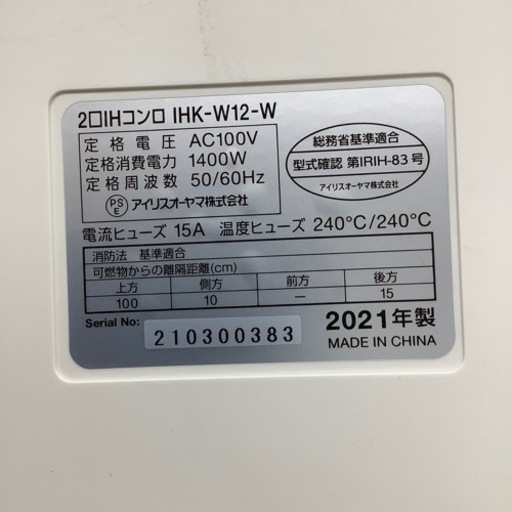 2口IHコンロ IHK-W12-W
定格電圧 AC100V
定格消費電力 1400W
定格周波数 50/60Hz
PS
E
アイリスオーヤマ株式会社
総務省基準適合
型式確認 第IRIH-83号
アイリスオーヤマ株式会社
電流ヒューズ 15A 温度ヒューズ 240°C/240°C
消防法 基準適合
可燃物からの離隔距離(cm)
上方 側方 前方 後方
100 10 ― 15
Serial No: 210300383
2021年製
MADE IN CHINA